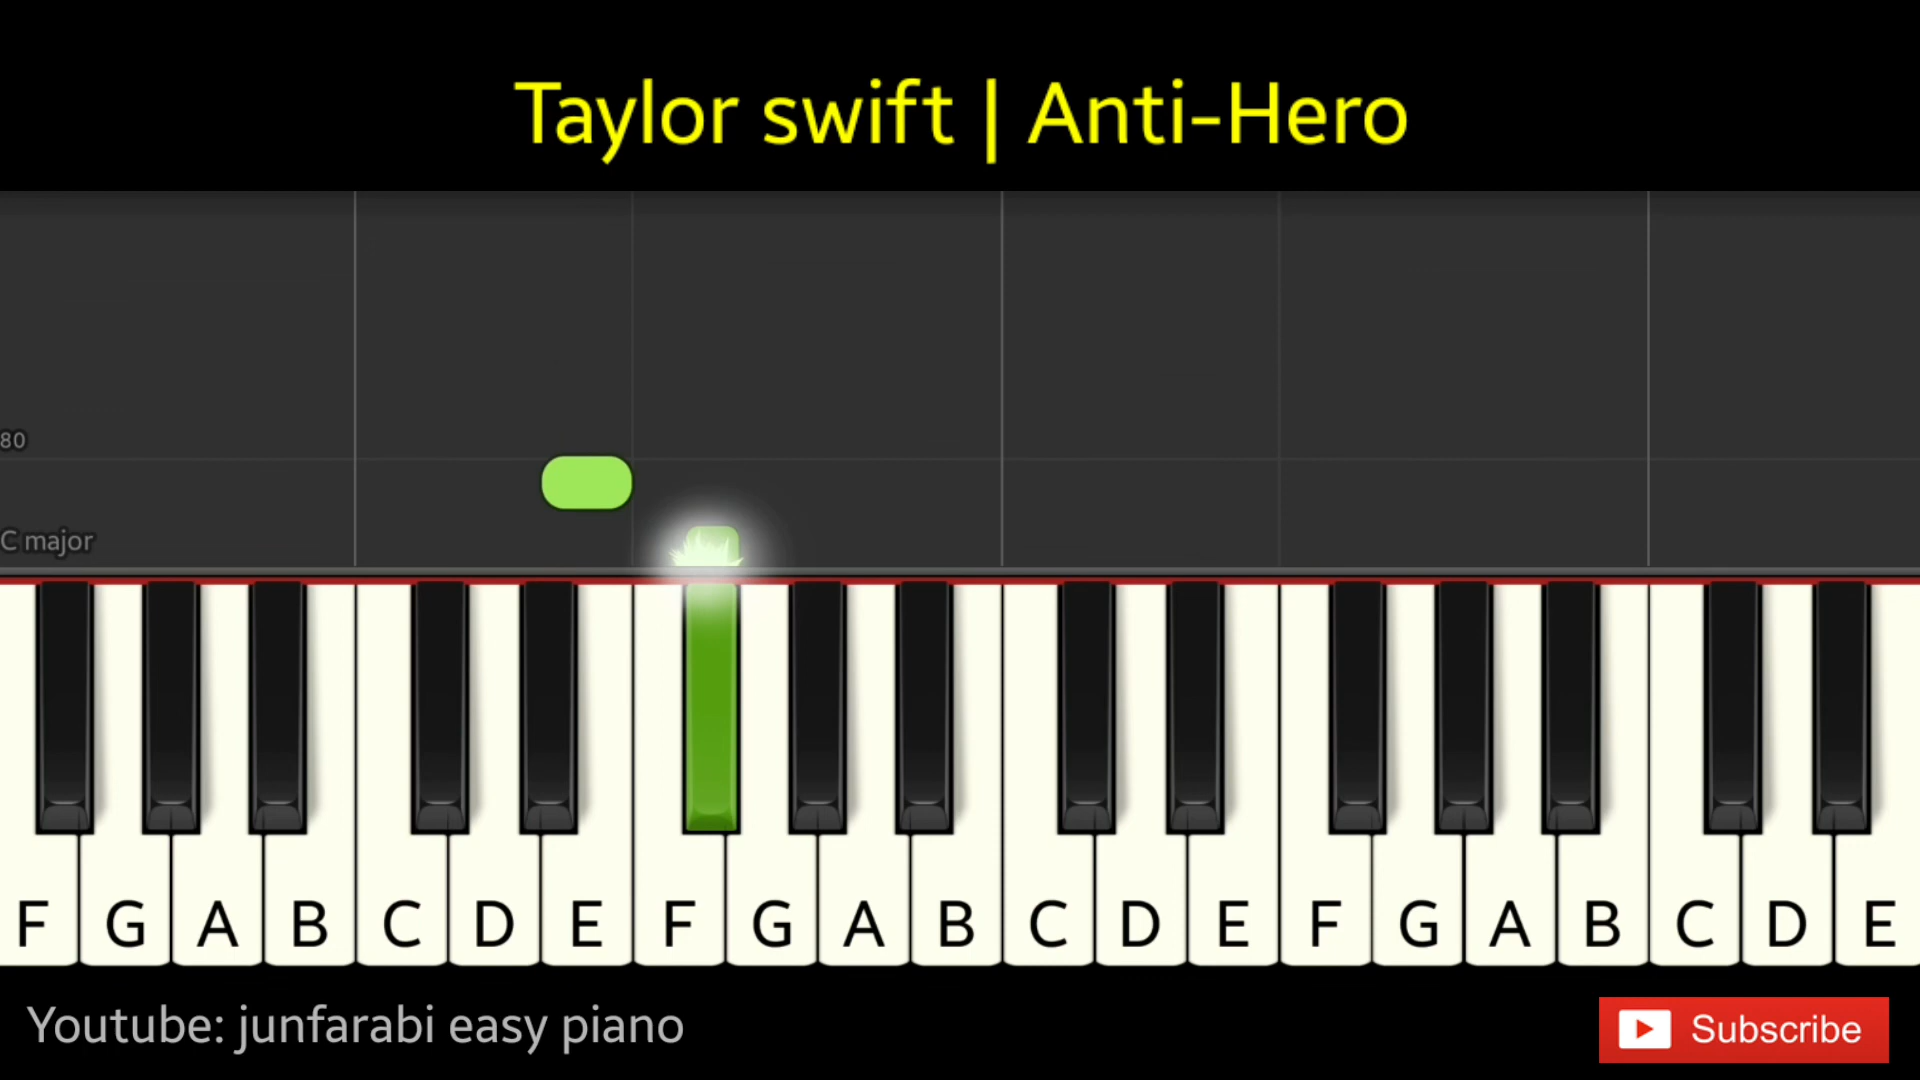 Taylor swift | Anti-Hero
80
C major
F G A B C D E F G A B C D E F G A B C D E
Youtube: junfarabi easy piano
Subscribe